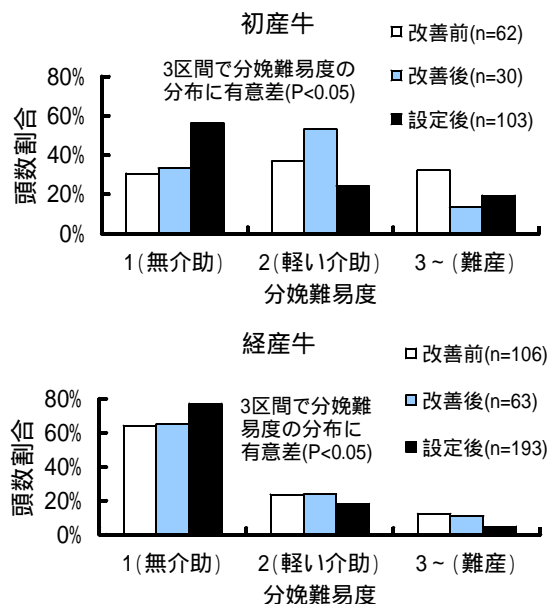 初産牛
□改善前(n=62)
■改善後(n=30)
■設定後(n=103)
3区間で分娩難易度の
分布に有意差(P<0.05)
頭数割合
80%
60%
40%
20%
0%
1(無介助) 2(軽い介助) 3~(難産)
分娩難易度
経産牛
□改善前(n=106)
■改善後(n=63)
■設定後(n=193)
3区間で分娩難
易度の分布に
有意差(P<0.05)
頭数割合
80%
60%
40%
20%
0%
1(無介助) 2(軽い介助) 3~(難産)
分娩難易度